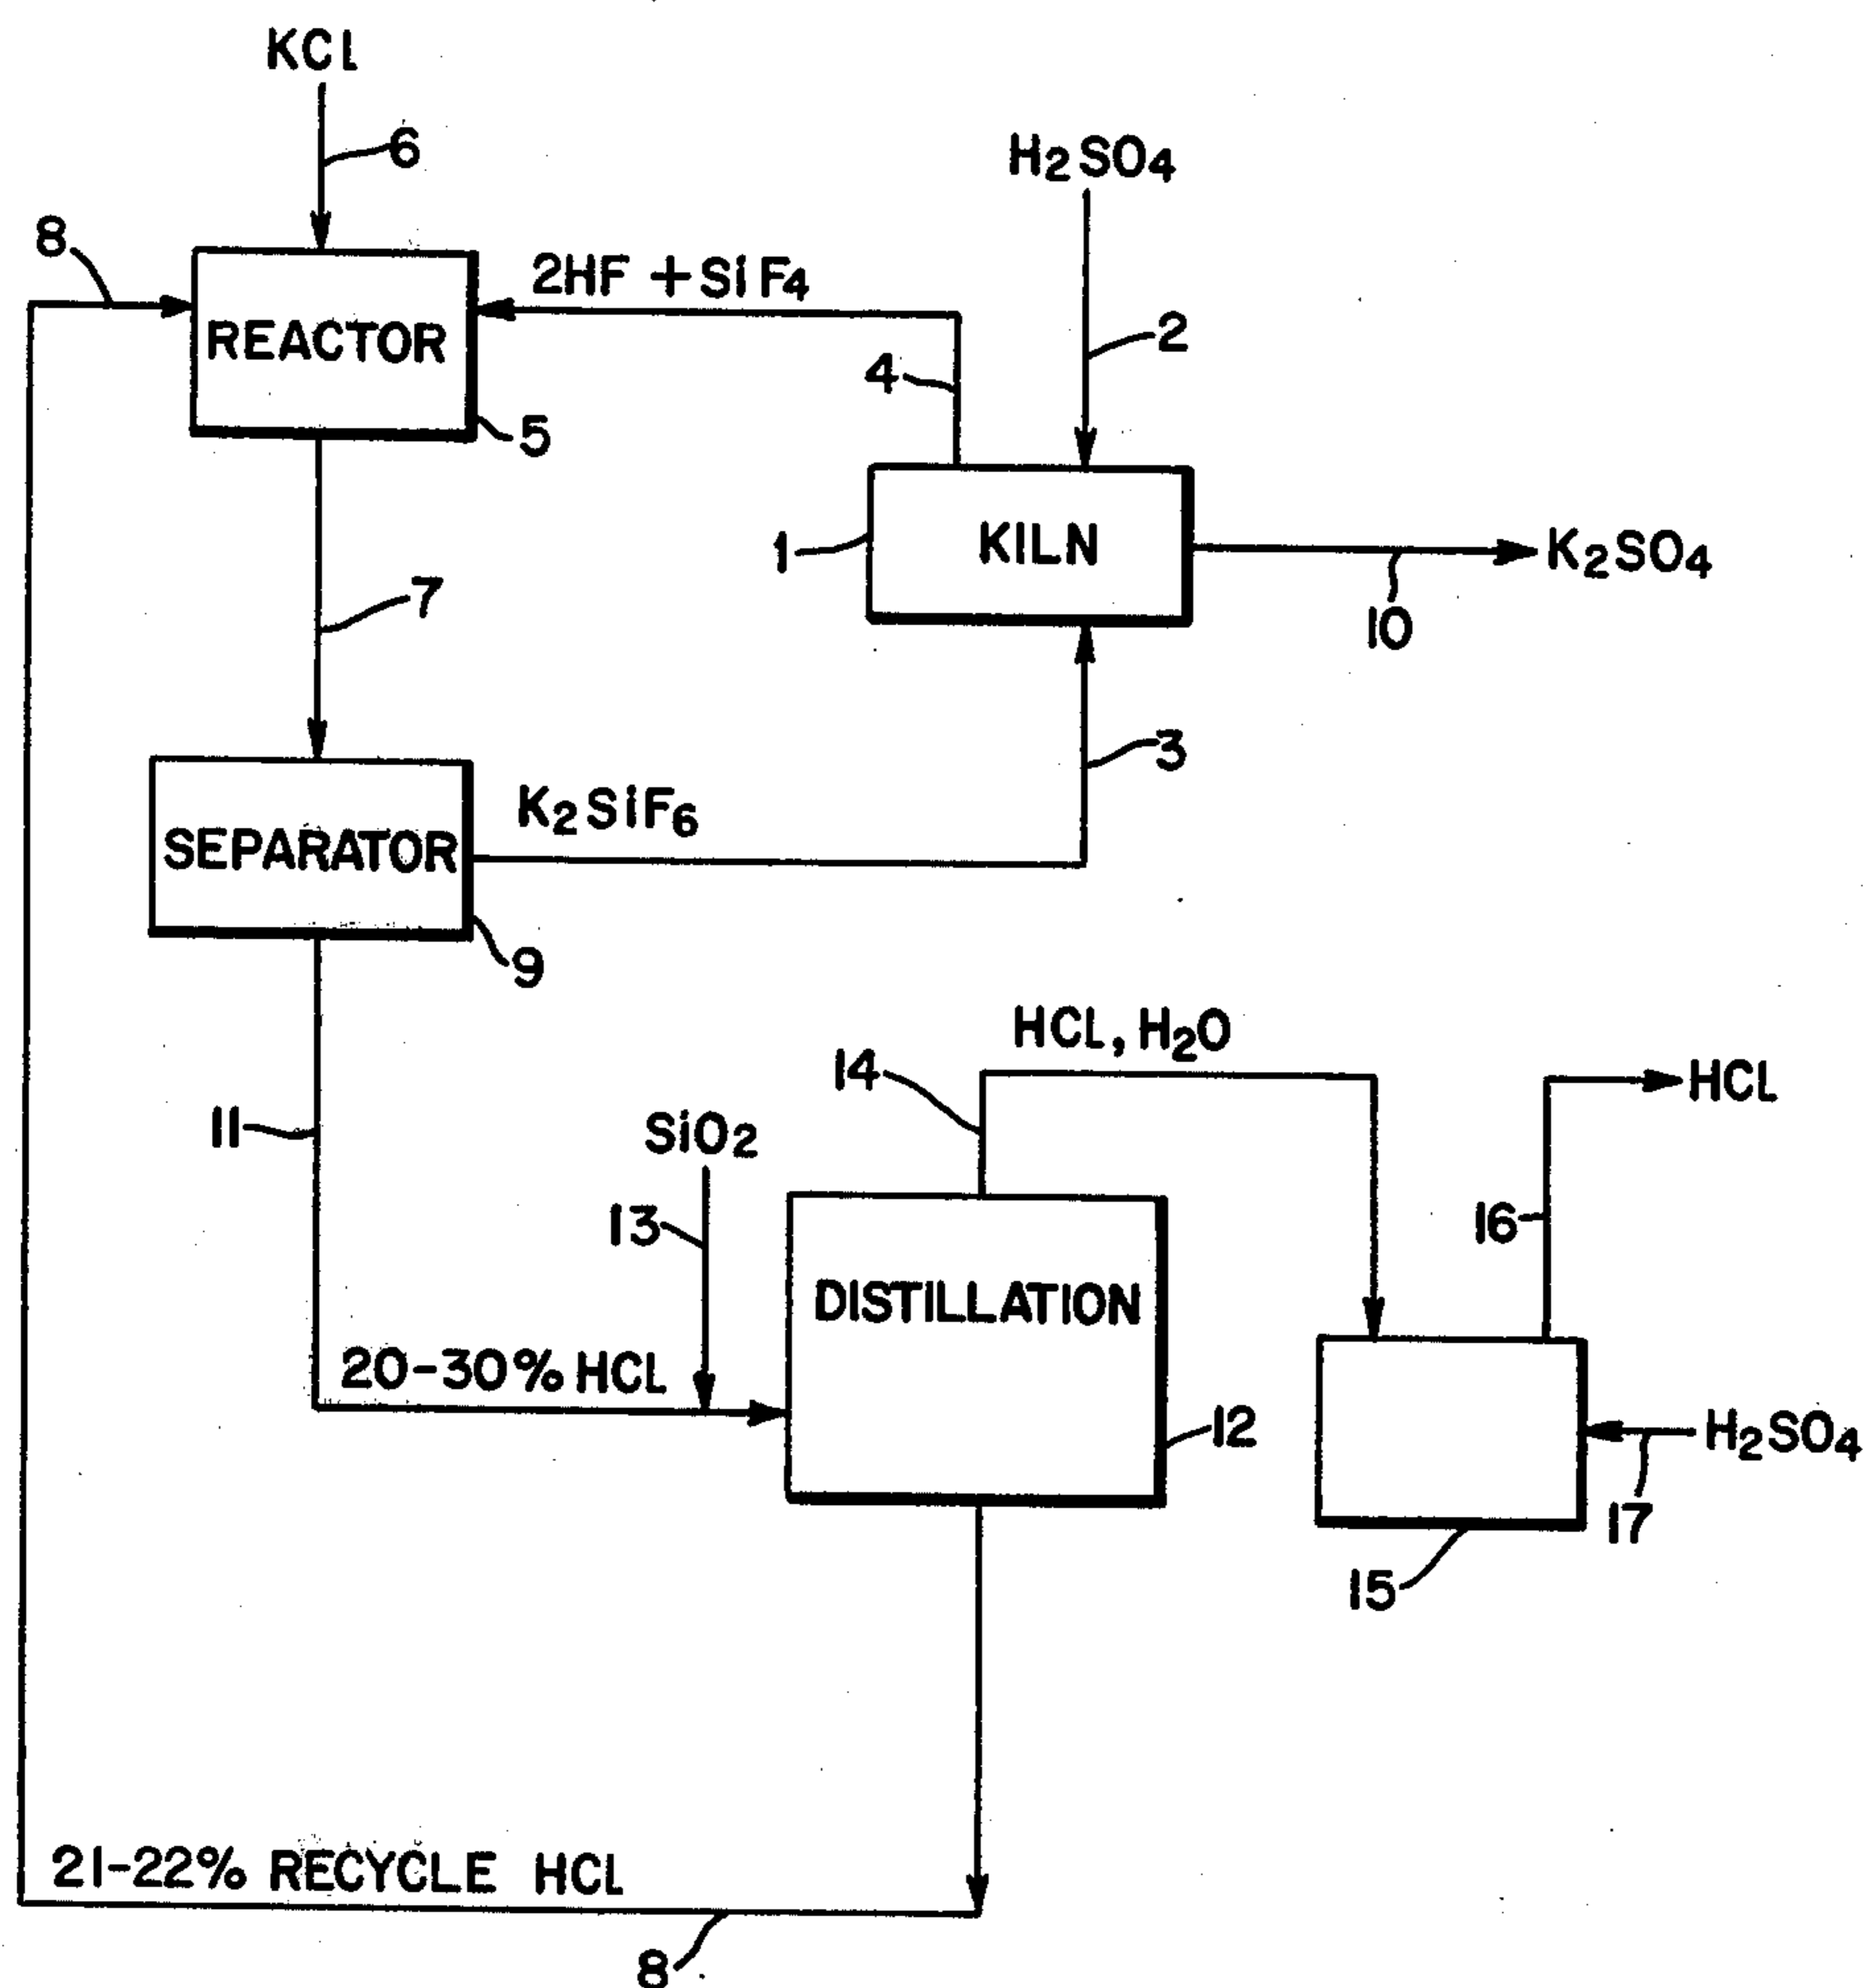 KCL
6
H2SO4
8
2HF + SiF4
2
REACTOR
4
5
KILN
1
K2SO4
10
7
3
K2SiF6
SEPARATOR
9
HCL, H2O
14
HCL
11
SiO2
13
16
DISTILLATION
20-30% HCL
12
H2SO4
17
15
21-22% RECYCLE HCL
8